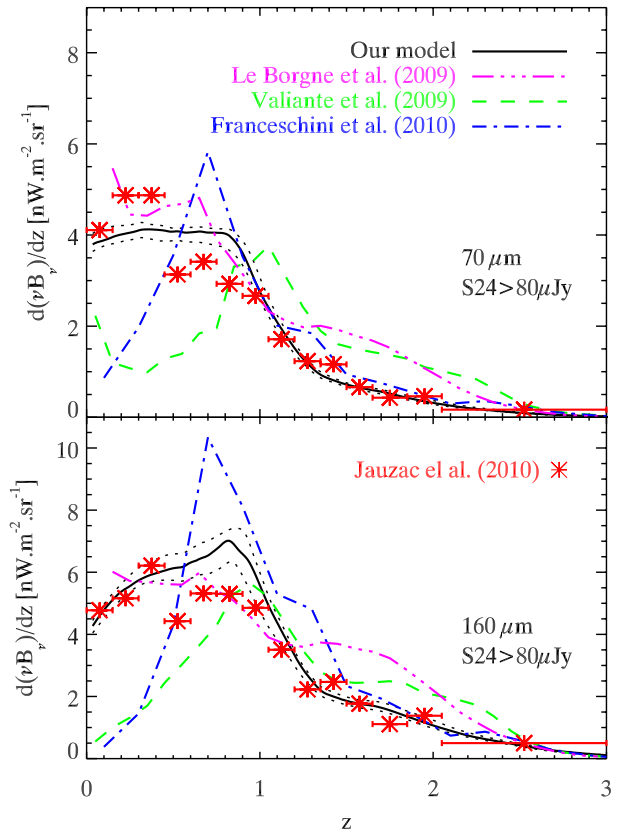 Our model
Le Borgne et al. (2009)
Valiante et al. (2009)
Franceschini et al. (2010)
8
6
4
2
0
d(νBν)/dz [nW.m-2.sr-1]
70 μm
S24>80μJy
Jauzac el al. (2010)
10
8
6
4
2
0
d(νBν)/dz [nW.m-2.sr-1]
160 μm
S24>80μJy
0 1 2 3
z